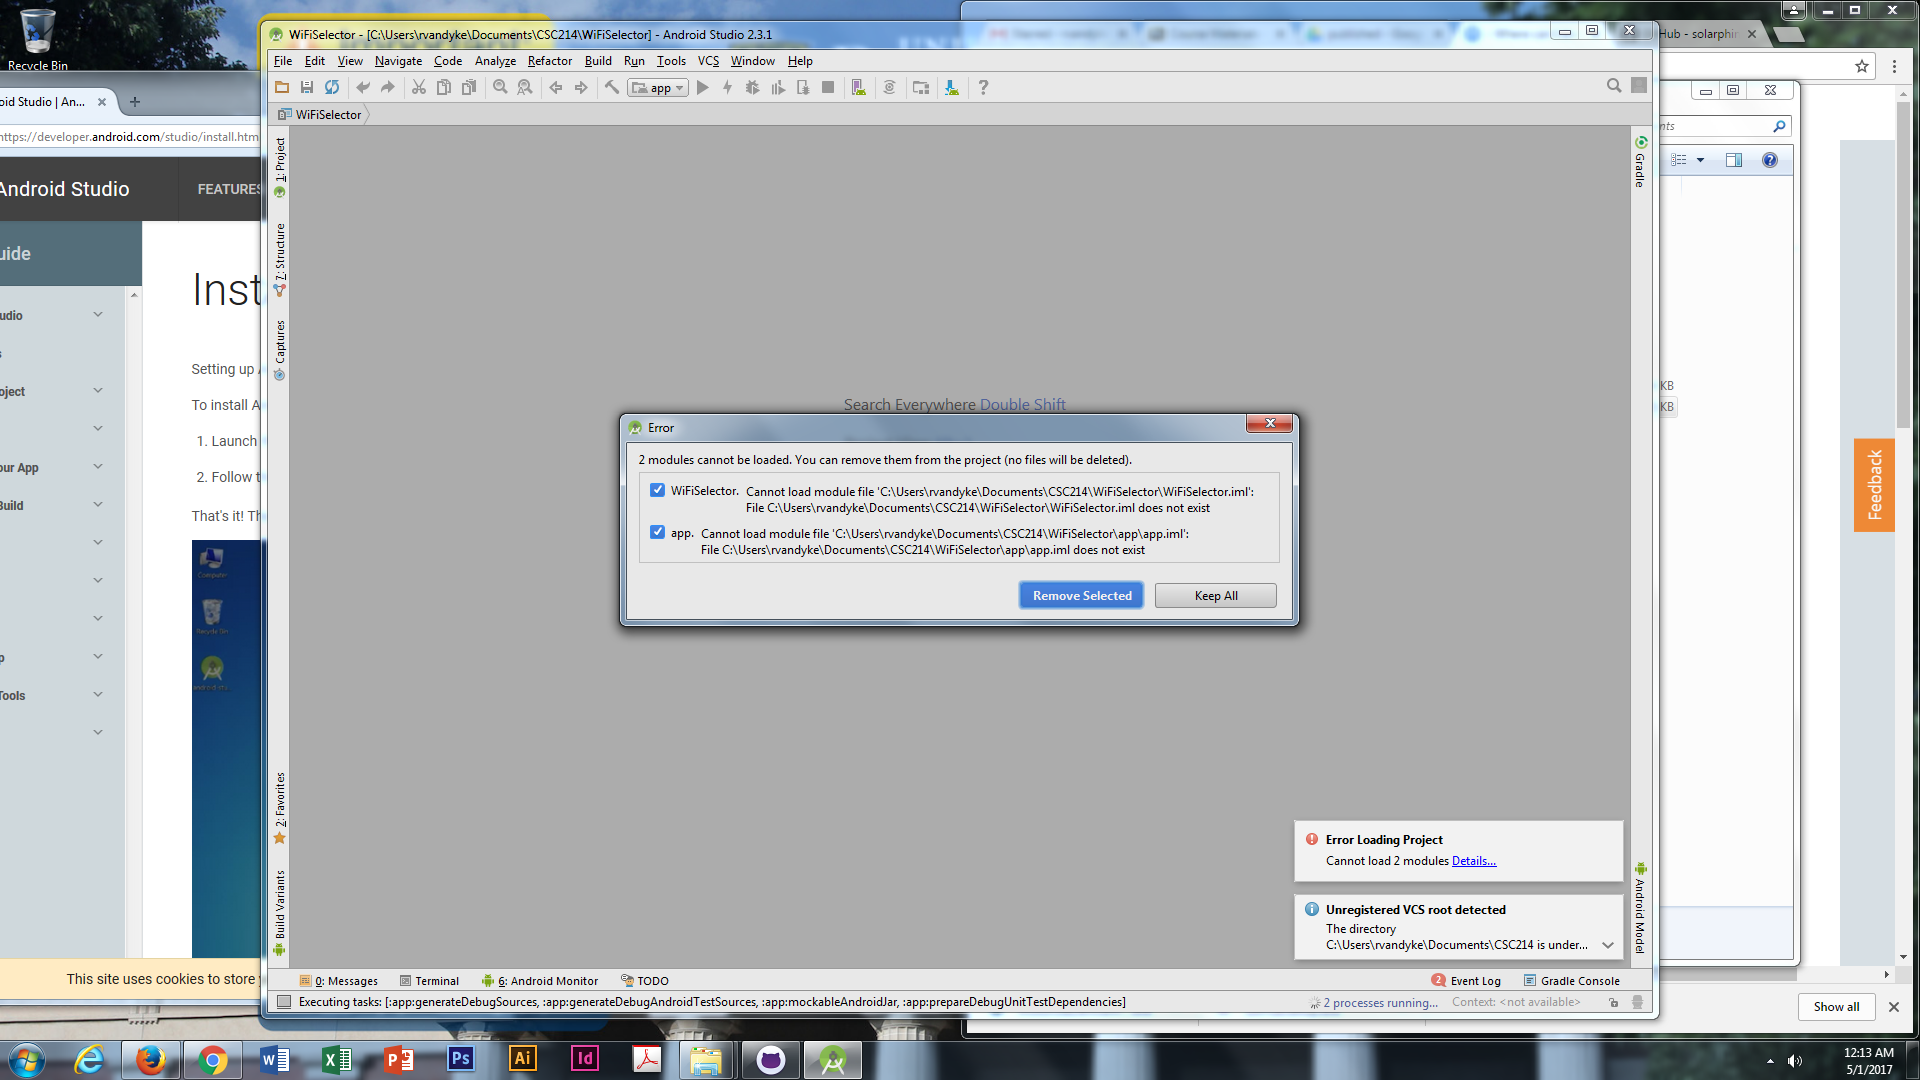 Recycle Bin
WiFiSelector - [C:\Users\rvandyke\Documents\CSC214\WiFiSelector] - Android Studio 2.3.1
Hub - solarphi
File Edit View Navigate Code Analyze Refactor Build Run Tools VCS Window Help
app
oid Studio | An...
WiFiSelector
https://developer.android.com/studio/install.htm
nts
Android Studio
FEATURES
uide
Inst
udio
s
oject
our App
Build
p
Tools
Setting up
To install A
1. Launch
2. Follow t
That's it! Th
Computer
Recycle Bin
This site uses cookies to store
1: Project
7: Structure
Captures
2: Favorites
Build Variants
Gradle
Android Model
Search Everywhere Double Shift
Error
2 modules cannot be loaded. You can remove them from the project (no files will be deleted).
WiFiSelector. Cannot load module file 'C:\Users\rvandyke\Documents\CSC214\WiFiSelector\WiFiSelector.iml':
File C:\Users\rvandyke\Documents\CSC214\WiFiSelector\WiFiSelector.iml does not exist
app. Cannot load module file 'C:\Users\rvandyke\Documents\CSC214\WiFiSelector\app\app.iml':
File C:\Users\rvandyke\Documents\CSC214\WiFiSelector\app\app.iml does not exist
Remove Selected Keep All
KB
KB
Feedback
Error Loading Project
Cannot load 2 modules Details...
Unregistered VCS root detected
The directory
C:\Users\rvandyke\Documents\CSC214 is under...
0: Messages Terminal 6: Android Monitor TODO
2 Event Log Gradle Console
Executing tasks: [:app:generateDebugSources, :app:generateDebugAndroidTestSources, :app:mockableAndroidJar, :app:prepareDebugUnitTestDependencies]
2 processes running... Context: <not available>
Show all
Ps Ai Id
12:13 AM
5/1/2017